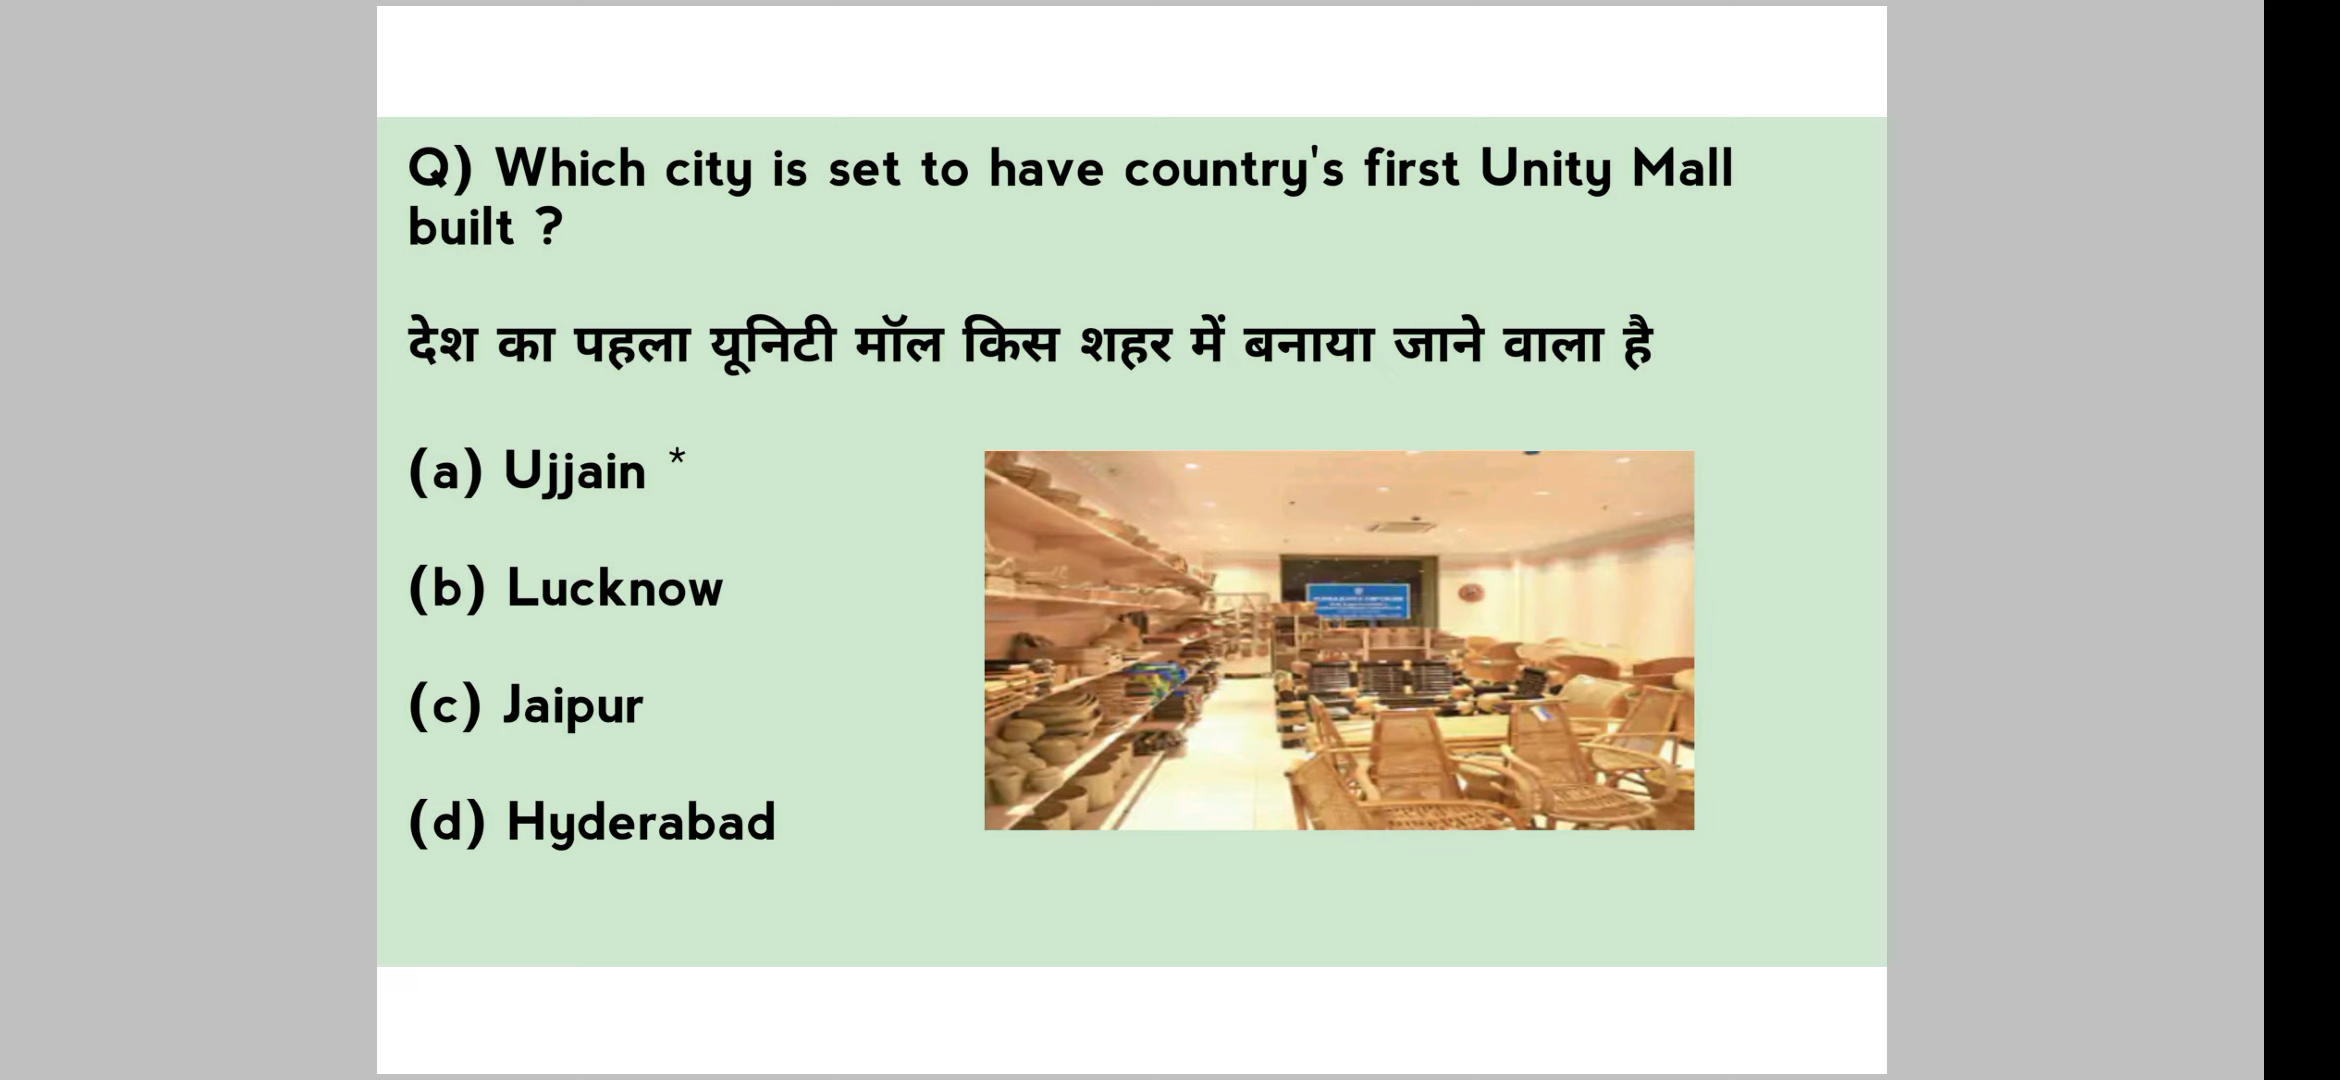 Q) Which city is set to have country's first Unity Mall
built ?
देश का पहला यूनिटी मॉल किस शहर में बनाया जाने वाला है
(a) Ujjain *
(b) Lucknow
(c) Jaipur
(d) Hyderabad